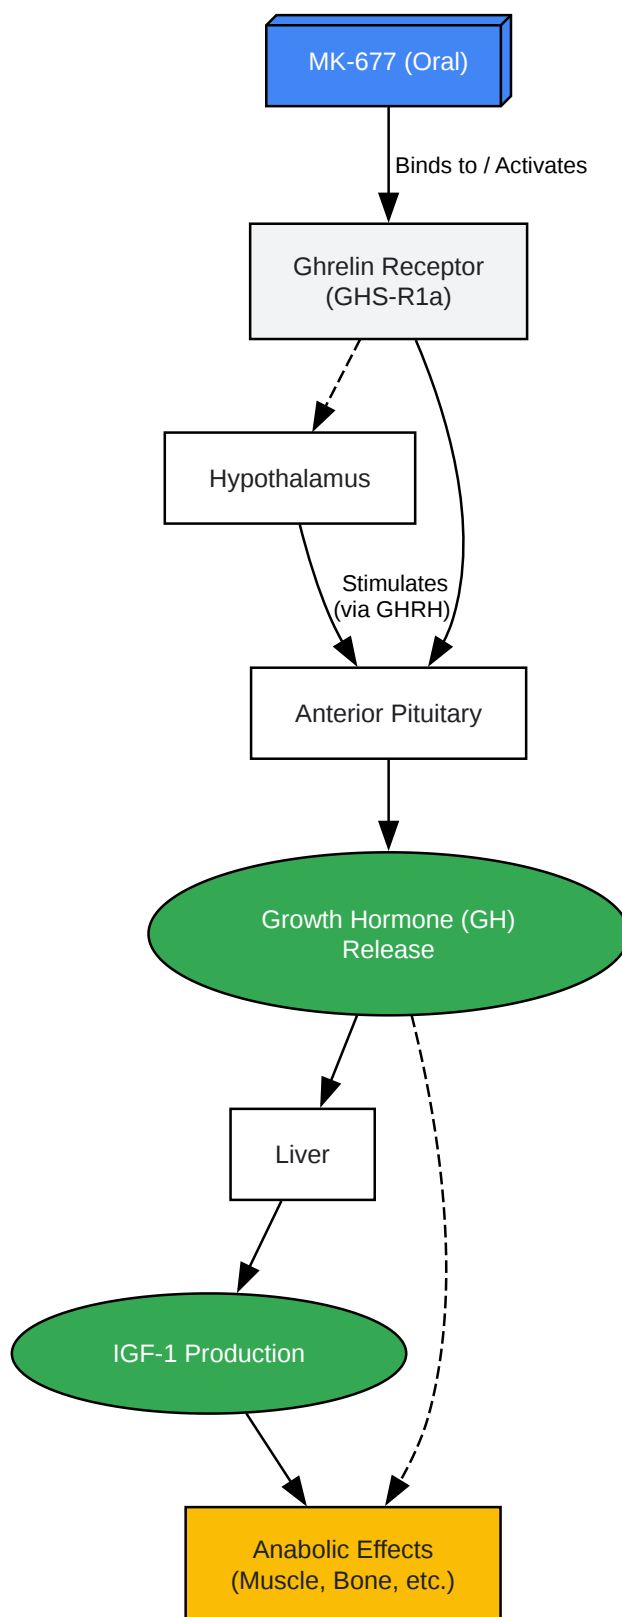 MK-677 (Oral)
Binds to / Activates
Ghrelin Receptor
(GHS-R1a)
Hypothalamus
Stimulates
(via GHRH)
Anterior Pituitary
Growth Hormone (GH)
Release
Liver
IGF-1 Production
Anabolic Effects
(Muscle, Bone, etc.)